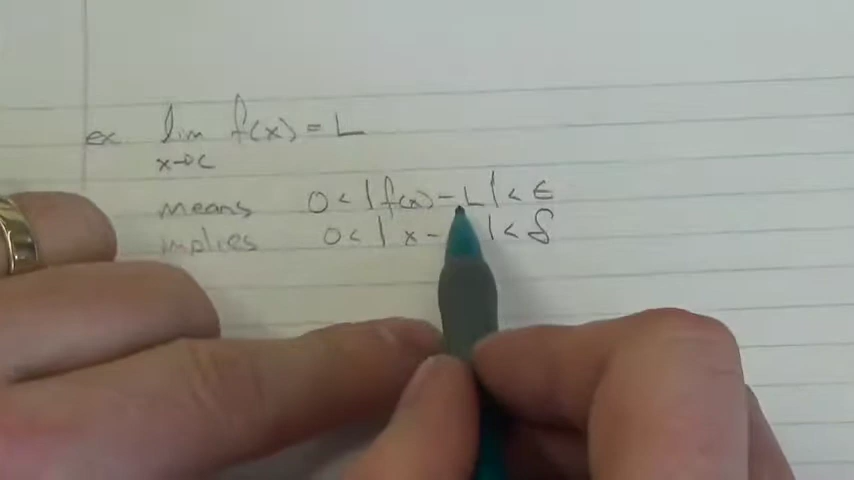 ex lim f(x) = L
x→c
means 0 < |f(x) - L| < ε
implies 0 < | x - | < δ